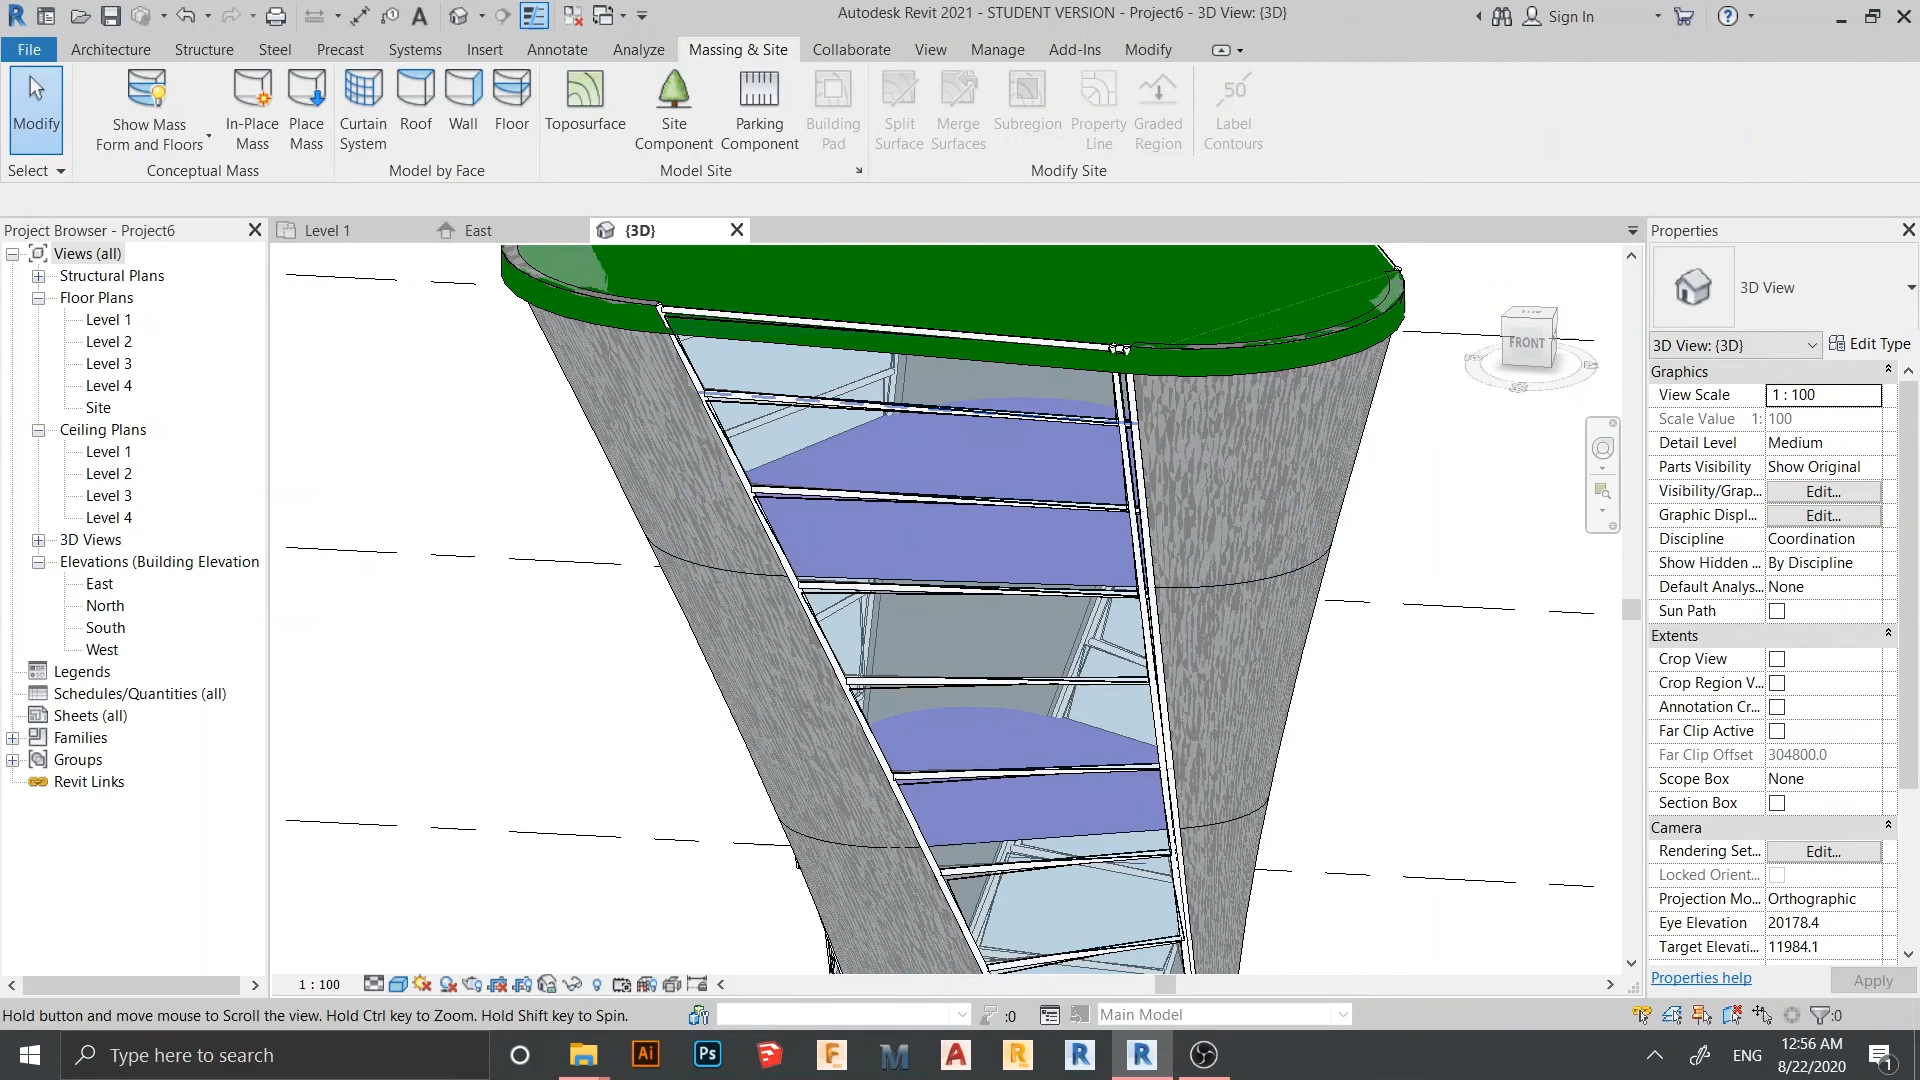 Autodesk Revit 2021 - STUDENT VERSION - Project6 - 3D View: {3D}
Sign In
File Architecture Structure Steel Precast Systems Insert Annotate Analyze Massing & Site Collaborate View Manage Add-Ins Modify
Modify
Show Mass
Form and Floors
In-Place
Mass
Place
Mass
Curtain
System
Roof
Wall
Floor
Toposurface
Site
Component
Parking
Component
Building
Pad
Split
Surface
Merge
Surfaces
Subregion
Property
Line
Graded
Region
50
Label
Contours
Select
Conceptual Mass
Model by Face
Model Site
Modify Site
Project Browser - Project6
Views (all)
Structural Plans
Floor Plans
Level 1
Level 2
Level 3
Level 4
Site
Ceiling Plans
Level 1
Level 2
Level 3
Level 4
3D Views
Elevations (Building Elevation
East
North
South
West
Legends
Schedules/Quantities (all)
Sheets (all)
Families
Groups
Revit Links
Level 1
East
{3D}
FRONT
Properties
3D View
3D View: {3D}
Edit Type
Graphics
View Scale 1 : 100
Scale Value 1: 100
Detail Level Medium
Parts Visibility Show Original
Visibility/Grap... Edit...
Graphic Displ... Edit...
Discipline Coordination
Show Hidden ... By Discipline
Default Analys... None
Sun Path
Extents
Crop View
Crop Region V...
Annotation Cr...
Far Clip Active
Far Clip Offset 304800.0
Scope Box None
Section Box
Camera
Rendering Set... Edit...
Locked Orient...
Projection Mo... Orthographic
Eye Elevation 20178.4
Target Elevati... 11984.1
Properties help
Apply
1 : 100
Hold button and move mouse to Scroll the view. Hold Ctrl key to Zoom. Hold Shift key to Spin.
:0
Main Model
:0
Type here to search
Ai
Ps
ENG
12:56 AM
8/22/2020
1